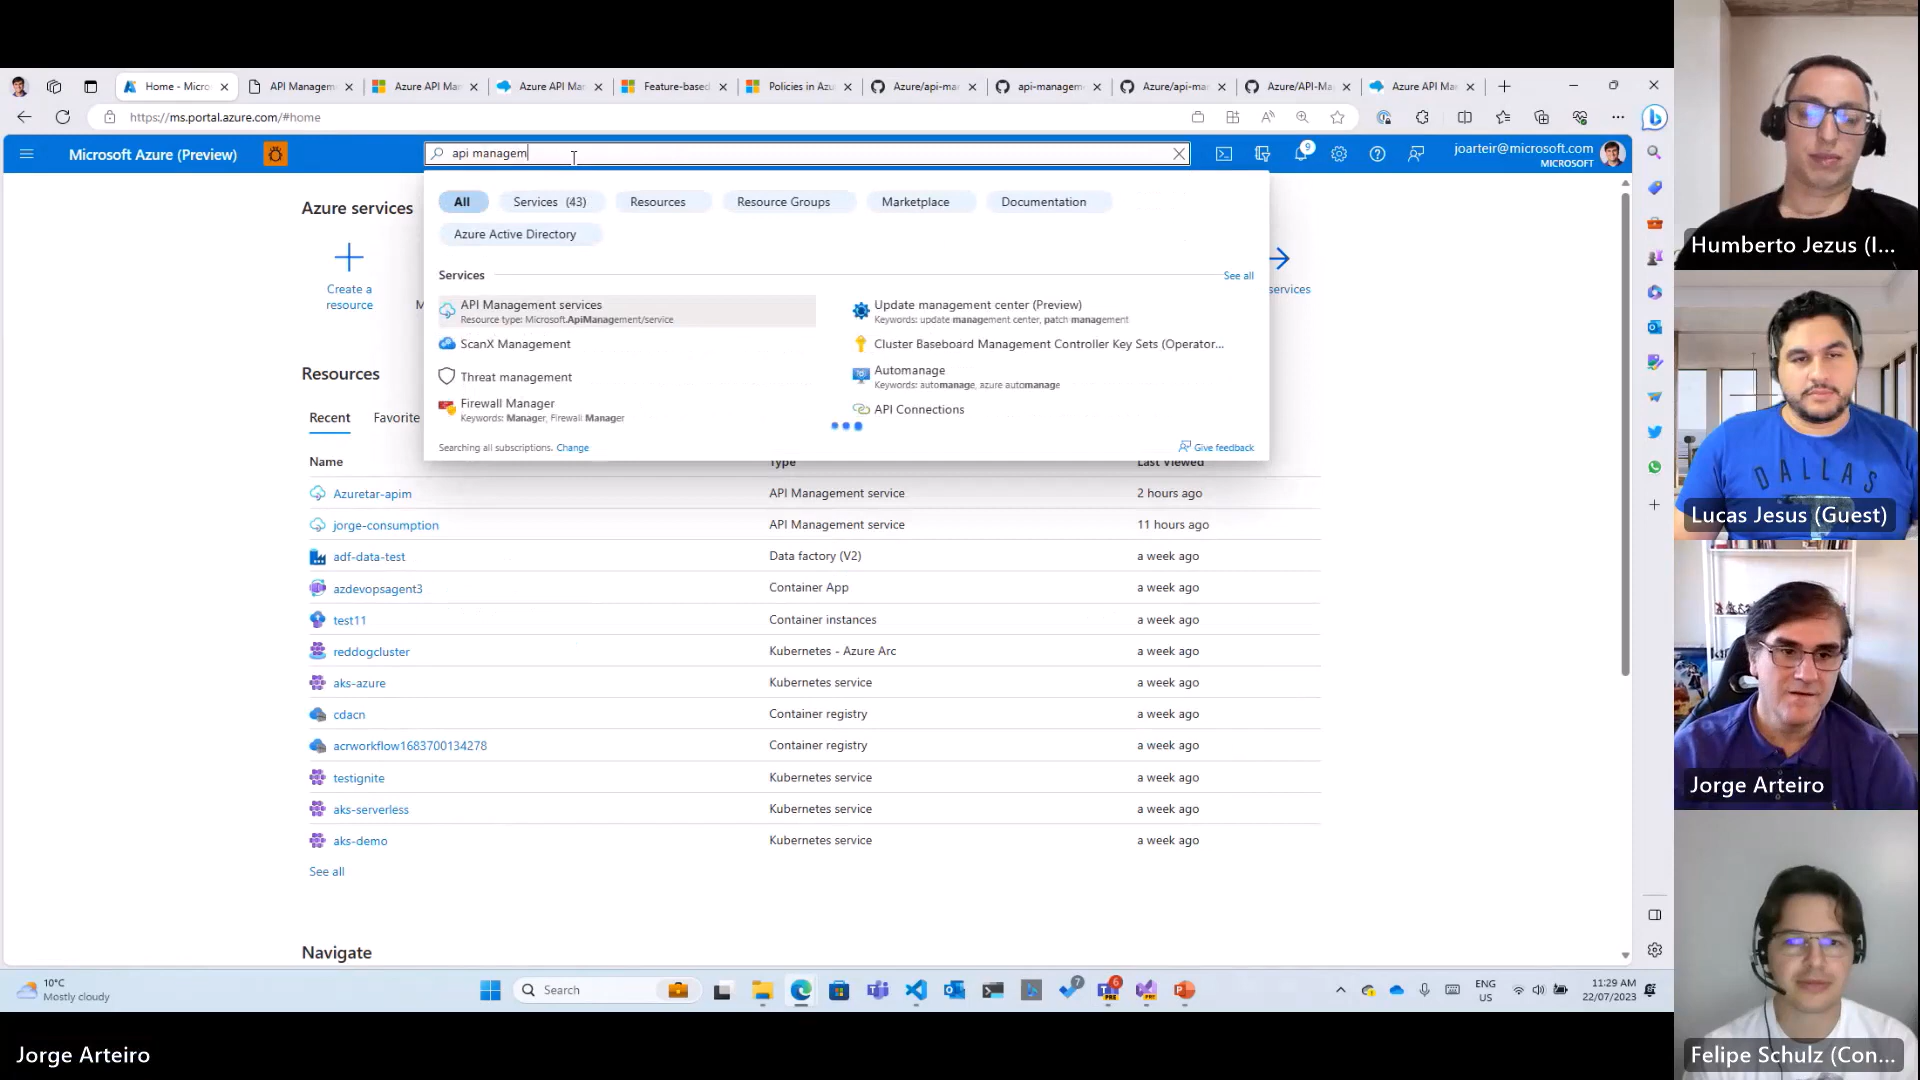 Home - Micro
API Managem
Azure API Mar
Azure API Mar
Feature-based
Policies in Azu
Azure/api-ma
api-managem
Azure/api-ma
Azure/API-Ma
Azure API Mar
https://ms.portal.azure.com/#home
Microsoft Azure (Preview)
api managem
9
joarteir@microsoft.com
MICROSOFT
All
Services (43)
Resources
Resource Groups
Marketplace
Documentation
Azure Active Directory
Azure services
Create a
resource
M
services
Services
See all
API Management services
Resource type: Microsoft.ApiManagement/service
ScanX Management
Threat management
Firewall Manager
Keywords: Manager, Firewall Manager
Update management center (Preview)
Keywords: update management center, patch management
Cluster Baseboard Management Controller Key Sets (Operator...
Automanage
Keywords: automanage, azure automanage
API Connections
Searching all subscriptions. Change
Give feedback
Resources
Recent
Favorite
Name
Type
Last Viewed
Azuretar-apim
API Management service
2 hours ago
jorge-consumption
API Management service
11 hours ago
adf-data-test
Data factory (V2)
a week ago
azdevopsagent3
Container App
a week ago
test11
Container instances
a week ago
reddogcluster
Kubernetes - Azure Arc
a week ago
aks-azure
Kubernetes service
a week ago
cdacn
Container registry
a week ago
acrworkflow1683700134278
Container registry
a week ago
testignite
Kubernetes service
a week ago
aks-serverless
Kubernetes service
a week ago
aks-demo
Kubernetes service
a week ago
See all
Navigate
10°C
Mostly cloudy
Search
7
6
ENG
US
11:29 AM
22/07/2023
Jorge Arteiro
Humberto Jezus (I...
DALLAS
Lucas Jesus (Guest)
Jorge Arteiro
Felipe Schulz (Con...